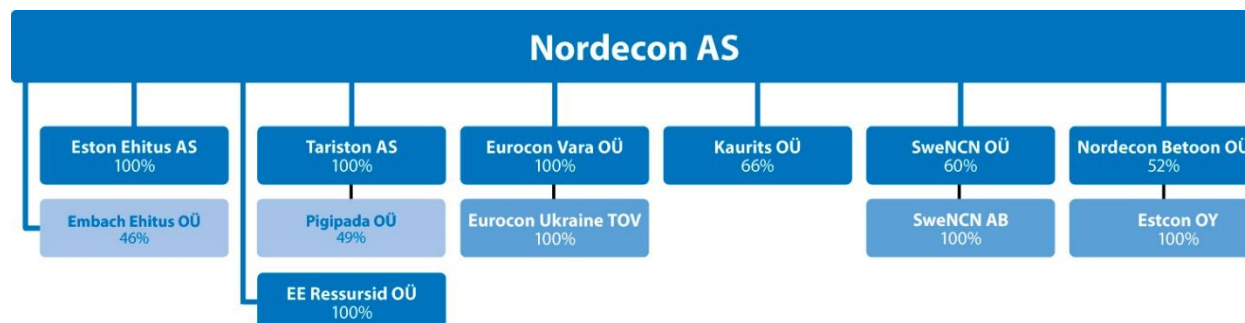 Nordecon AS
Eston Ehitus AS
100%
Tariston AS
100%
Eurocon Vara OÜ
100%
Kaurits OÜ
66%
SweNCN OÜ
60%
Nordecon Betoon OÜ
52%
Embach Ehitus OÜ
46%
Pigipada OÜ
49%
Eurocon Ukraine TOV
100%
SweNCN AB
100%
Estcon OY
100%
EE Ressursid OÜ
100%